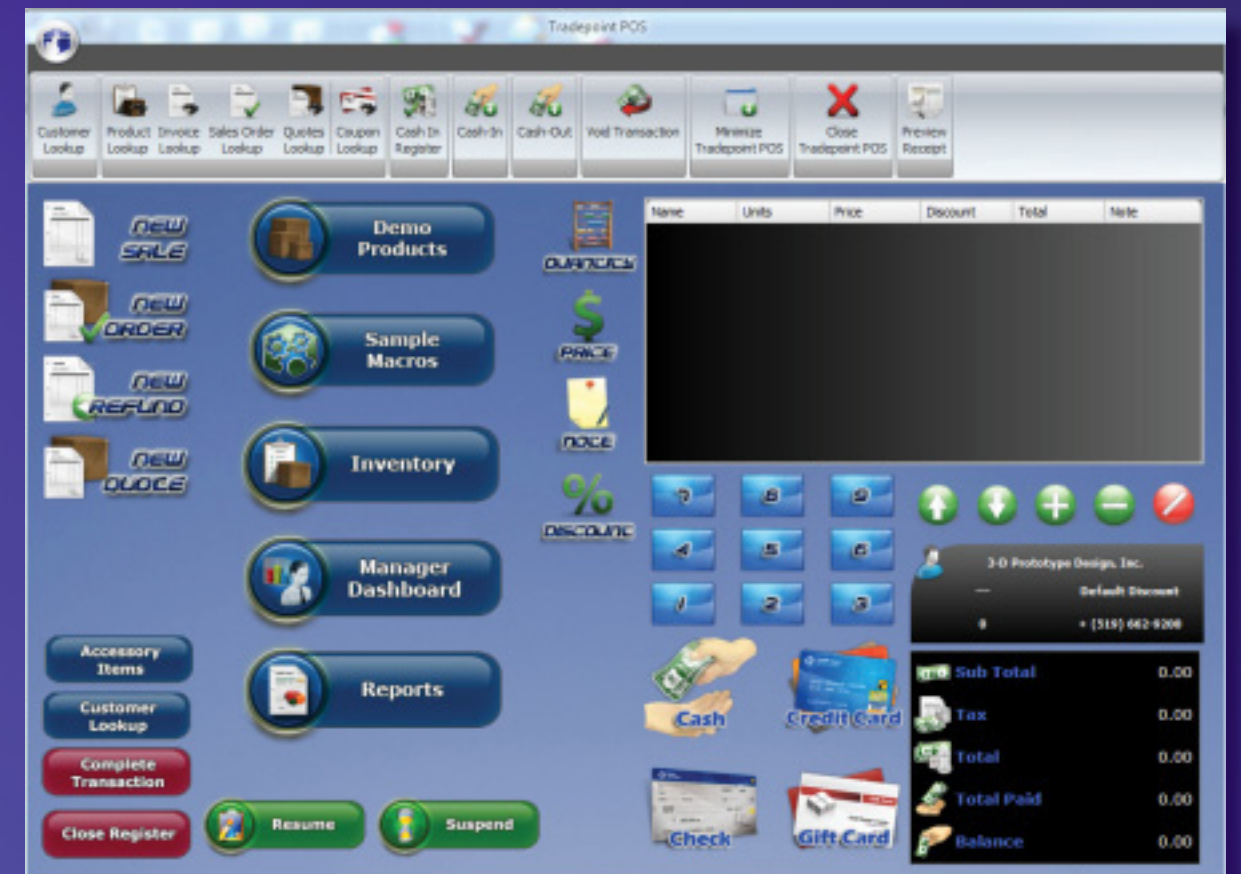 Tradepoint POS
Customer Lookup
Product Lookup
Invoice Lookup
Sales Order Lookup
Quotes Lookup
Coupon Lookup
Cash In Register
Cash-In
Cash-Out
Void Transaction
Minimize Tradepoint POS
Close Tradepoint POS
Preview Receipt
NEW SALE
NEW ORDER
NEW REFUND
NEW QUOTE
Demo Products
Sample Macros
Inventory
Manager Dashboard
Reports
Accessory Items
Customer Lookup
Complete Transaction
Close Register
Resume
Suspend
QUANTITY
PRICE
NOTE
DISCOUNT
Name Units Price Discount Total Note
7 8 9
4 5 6
1 2 3
Cash
Credit Card
Check
Gift Card
3-D Prototype Design, Inc.
--- Default Discount
0 + (519) 662-9200
Sub Total 0.00
Tax 0.00
Total 0.00
Total Paid 0.00
Balance 0.00